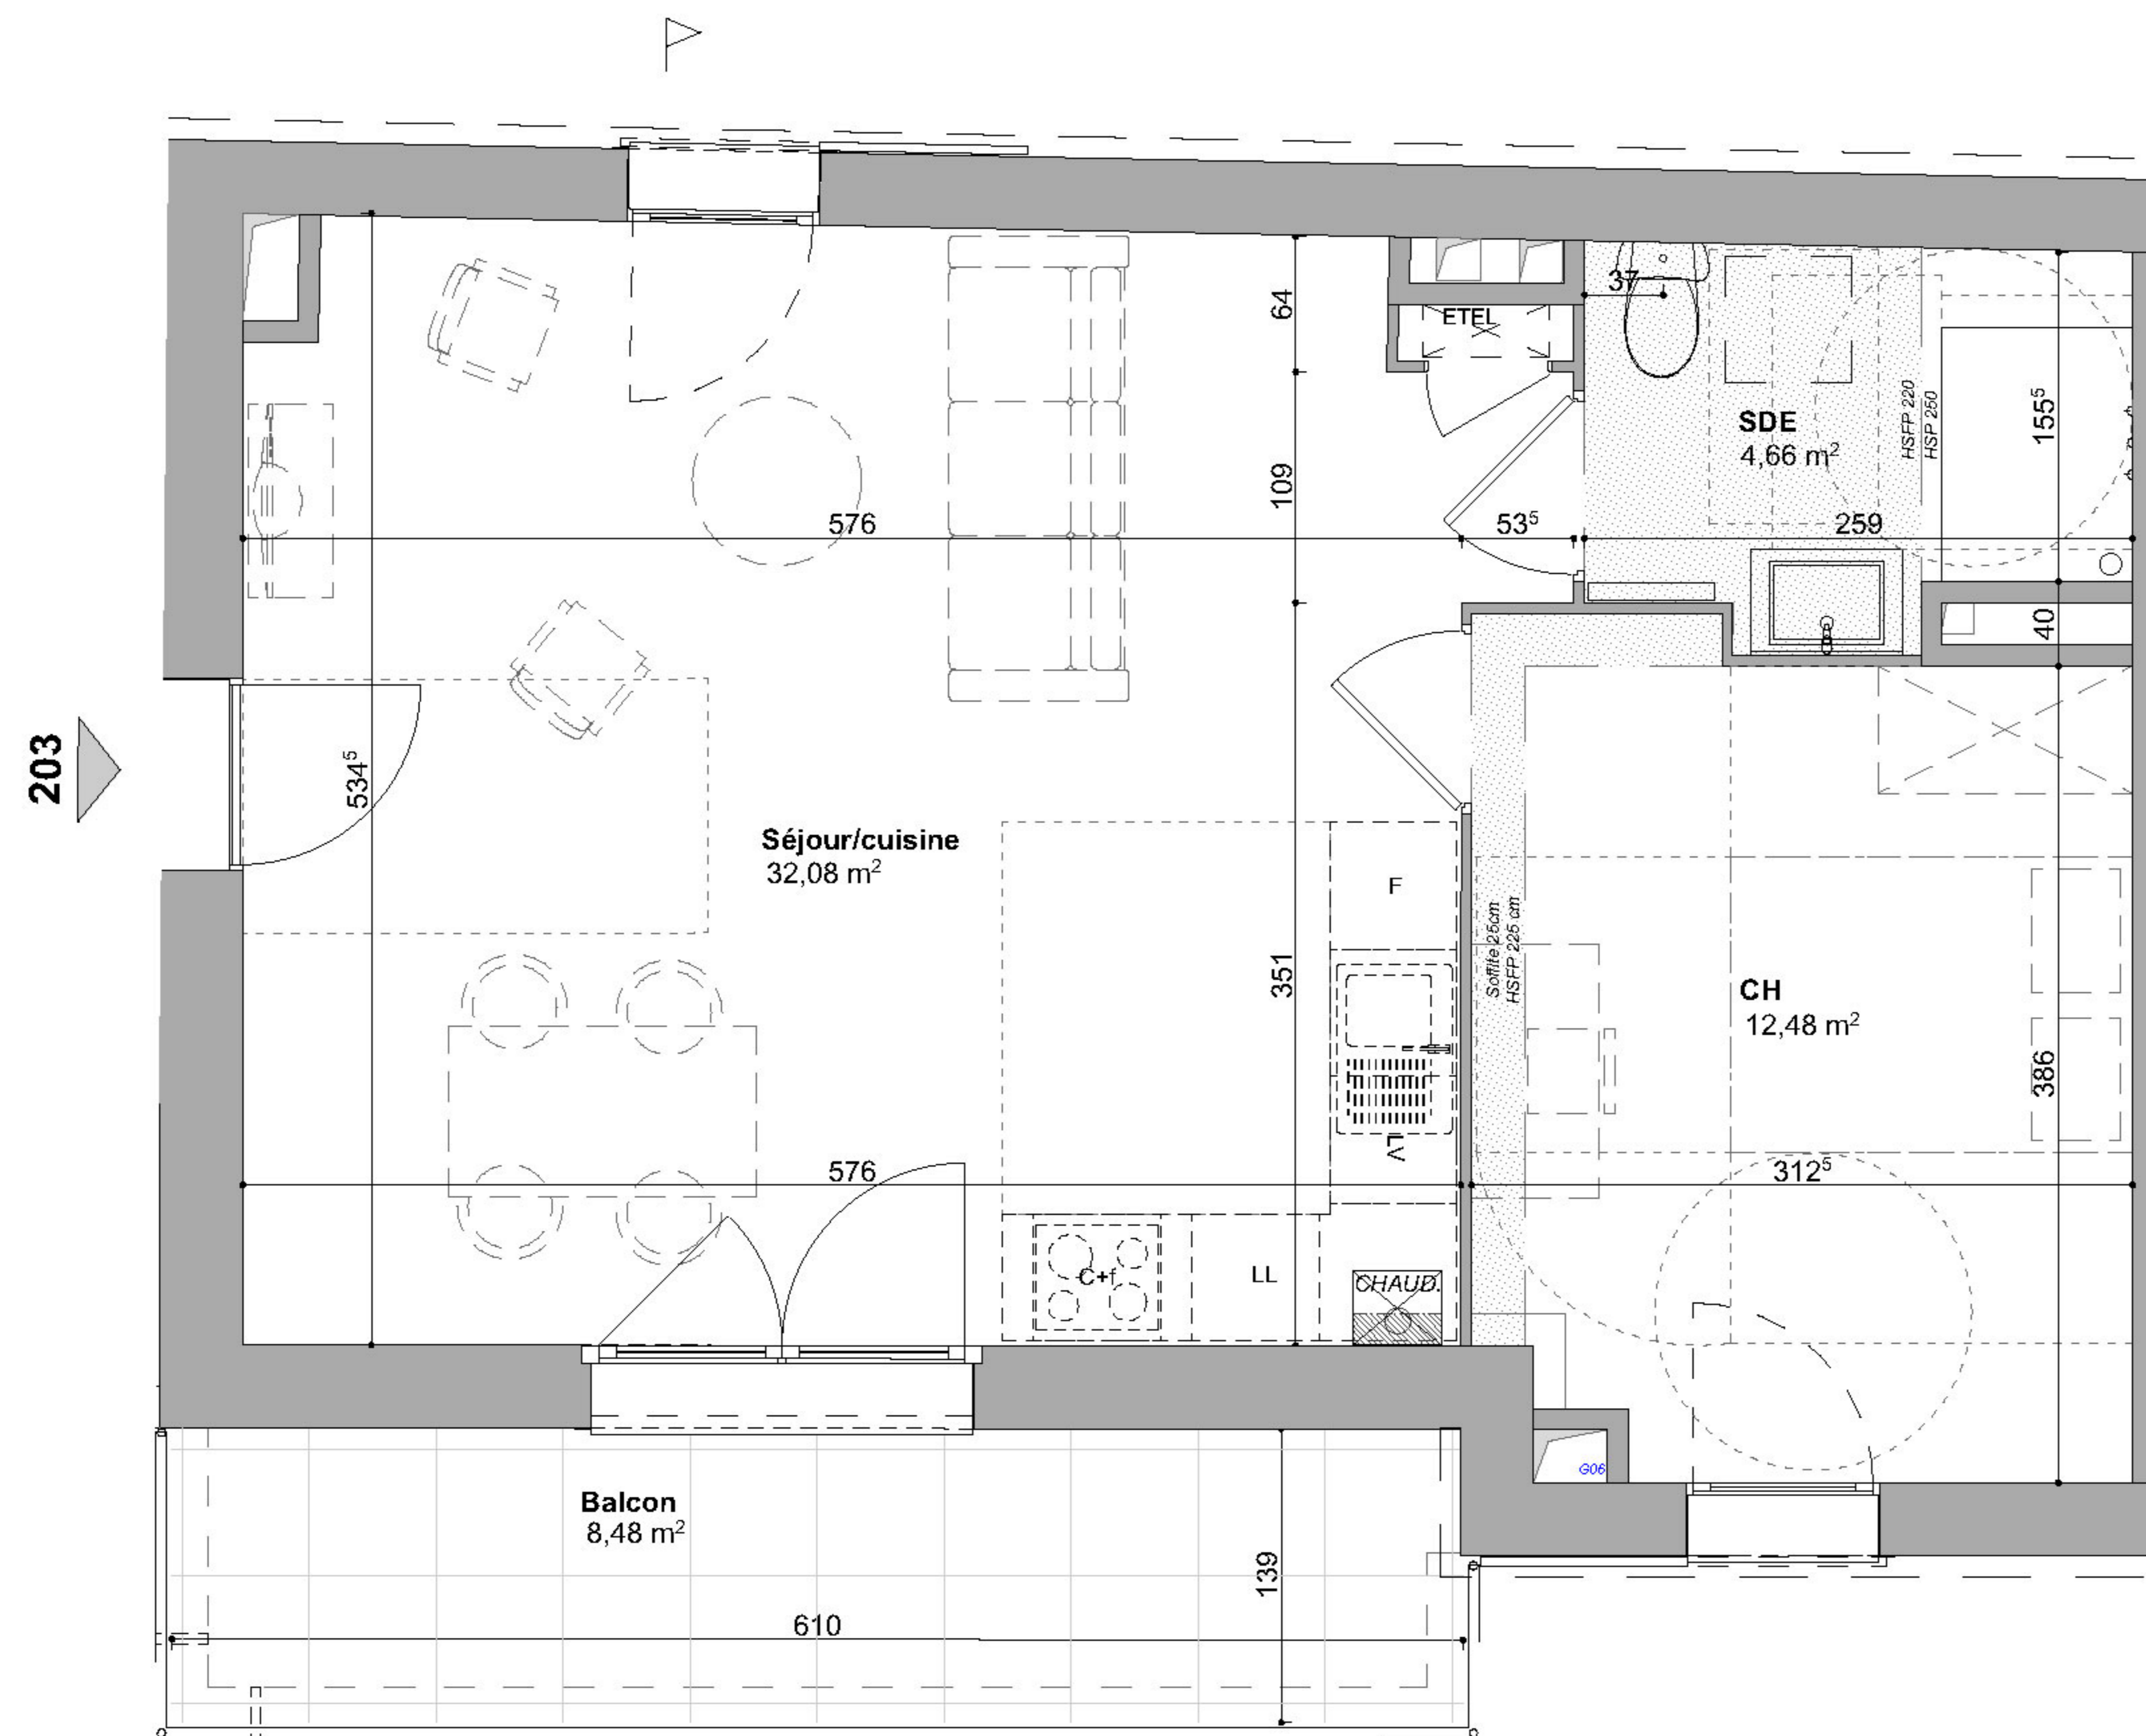 203
576
534⁵
64
109
351
ETEL
37
53⁵
SDE
4,66 m²
HSFP 220
HSP 250
155⁵
259
40
Séjour/cuisine
32,08 m²
F
LV
Soffite 25cm
HSFP 225 cm
CH
12,48 m²
386
576
312⁵
C+f
LL
CHAUD.
G06
Balcon
8,48 m²
139
610